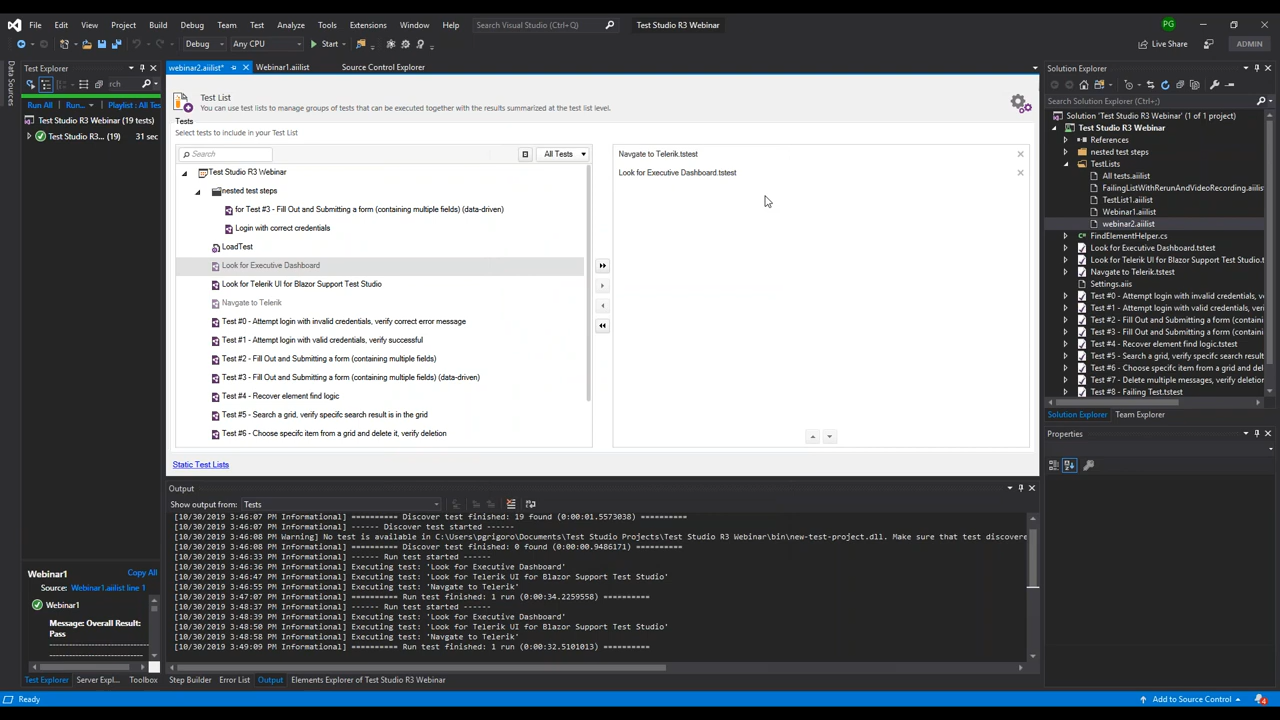 File Edit View Project Build Debug Team Test Analyze Tools Extensions Window Help Search Visual Studio (Ctrl+Q) Test Studio R3 Webinar PG
Debug Any CPU Start Live Share ADMIN
Data Sources
Test Explorer
rch
Run All Run... Playlist : All Tes
Test Studio R3 Webinar (19 tests)
Test Studio R3... (19) 31 sec
webinar2.aiilist* Webinar1.aiilist Source Control Explorer
Test List
You can use test lists to manage groups of tests that can be executed together with the results summarized at the test list level.
Tests
Select tests to include in your Test List
Search All Tests
Test Studio R3 Webinar
nested test steps
for Test #3 - Fill Out and Submitting a form (containing multiple fields) (data-driven)
Login with correct credentials
LoadTest
Look for Executive Dashboard
Look for Telerik UI for Blazor Support Test Studio
Navgate to Telerik
Test #0 - Attempt login with invalid credentials, verify correct error message
Test #1 - Attempt login with valid credentials, verify successful
Test #2 - Fill Out and Submitting a form (containing multiple fields)
Test #3 - Fill Out and Submitting a form (containing multiple fields) (data-driven)
Test #4 - Recover element find logic
Test #5 - Search a grid, verify specfc search result is in the grid
Test #6 - Choose specifc item from a grid and delete it, verify deletion
Navgate to Telerik.tstest
Look for Executive Dashboard.tstest
Static Test Lists
Output
Show output from: Tests
[10/30/2019 3:46:07 PM Informational] ========== Discover test finished: 19 found (0:00:01.5573038) ==========
[10/30/2019 3:46:07 PM Informational] ------ Discover test started ------
[10/30/2019 3:46:08 PM Warning] No test is available in C:\Users\pgrigoro\Documents\Test Studio Projects\Test Studio R3 Webinar\bin\new-test-project.dll. Make sure that test discovere
[10/30/2019 3:46:08 PM Informational] ========== Discover test finished: 0 found (0:00:00.9486171) ==========
[10/30/2019 3:46:33 PM Informational] ------ Run test started ------
[10/30/2019 3:46:36 PM Informational] Executing test: 'Look for Executive Dashboard'
[10/30/2019 3:46:47 PM Informational] Executing test: 'Look for Telerik UI for Blazor Support Test Studio'
[10/30/2019 3:46:55 PM Informational] Executing test: 'Navgate to Telerik'
[10/30/2019 3:47:07 PM Informational] ========== Run test finished: 1 run (0:00:34.2259558) ==========
[10/30/2019 3:48:37 PM Informational] ------ Run test started ------
[10/30/2019 3:48:39 PM Informational] Executing test: 'Look for Executive Dashboard'
[10/30/2019 3:48:50 PM Informational] Executing test: 'Look for Telerik UI for Blazor Support Test Studio'
[10/30/2019 3:48:58 PM Informational] Executing test: 'Navgate to Telerik'
[10/30/2019 3:49:09 PM Informational] ========== Run test finished: 1 run (0:00:32.5101013) ==========
Webinar1 Copy All
Source: Webinar1.aiilist line 1
Webinar1
Message: Overall Result:
Pass
Test Explorer Server Expl... Toolbox
Step Builder Error List Output Elements Explorer of Test Studio R3 Webinar
Solution Explorer
Search Solution Explorer (Ctrl+;)
Solution 'Test Studio R3 Webinar' (1 of 1 project)
Test Studio R3 Webinar
References
nested test steps
TestLists
All tests.aiilist
FailingListWithRerunAndVideoRecording.aiilis
TestList1.aiilist
Webinar1.aiilist
webinar2.aiilist
FindElementHelper.cs
Look for Executive Dashboard.tstest
Look for Telerik UI for Blazor Support Test Studio.t
Navgate to Telerik.tstest
Settings.aiis
Test #0 - Attempt login with invalid credentials, ve
Test #1 - Attempt login with valid credentials, verify
Test #2 - Fill Out and Submitting a form (containin
Test #3 - Fill Out and Submitting a form (containin
Test #4 - Recover element find logic.tstest
Test #5 - Search a grid, verify specifc search result
Test #6 - Choose specifc item from a grid and delet
Test #7 - Delete multiple messages, verify deletion
Test #8 - Failing Test.tstest
Solution Explorer Team Explorer
Properties
Ready Add to Source Control 4